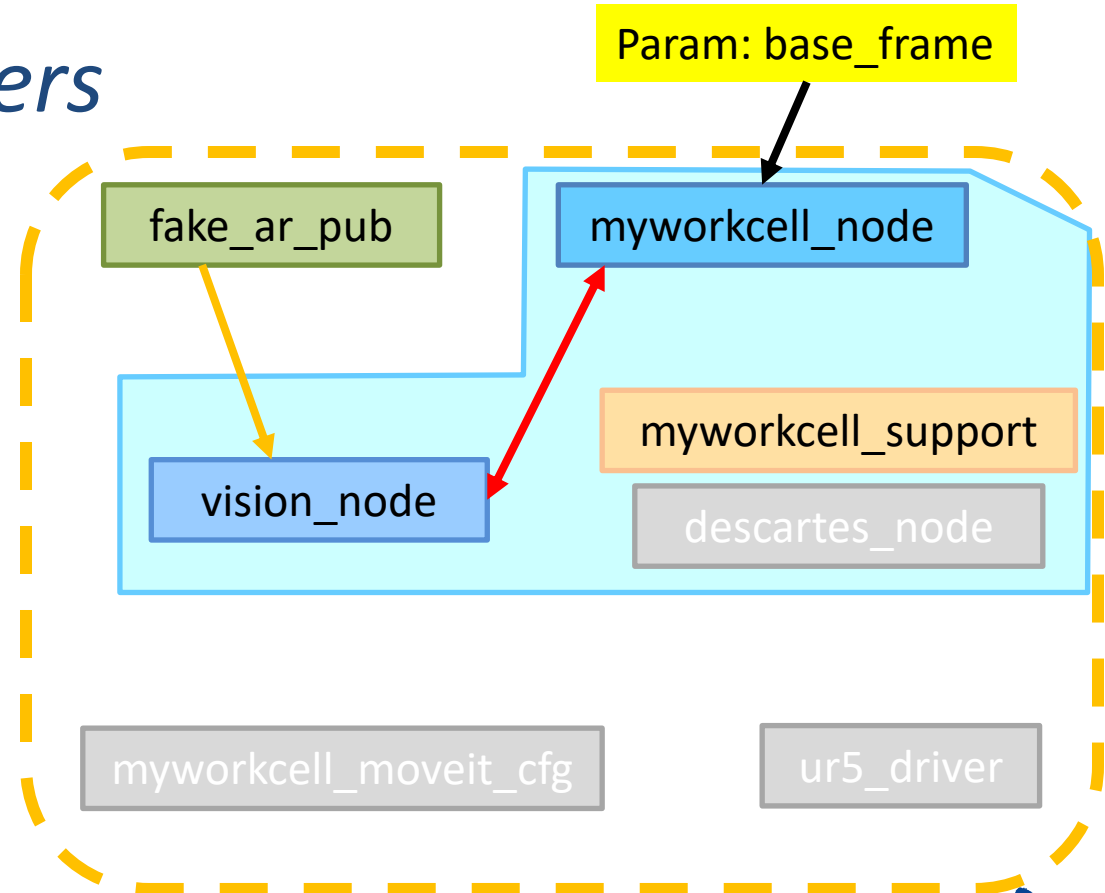 ers
Param: base_frame
fake_ar_pub
myworkcell_node
myworkcell_support
vision_node
descartes_node
myworkcell_moveit_cfg
ur5_driver